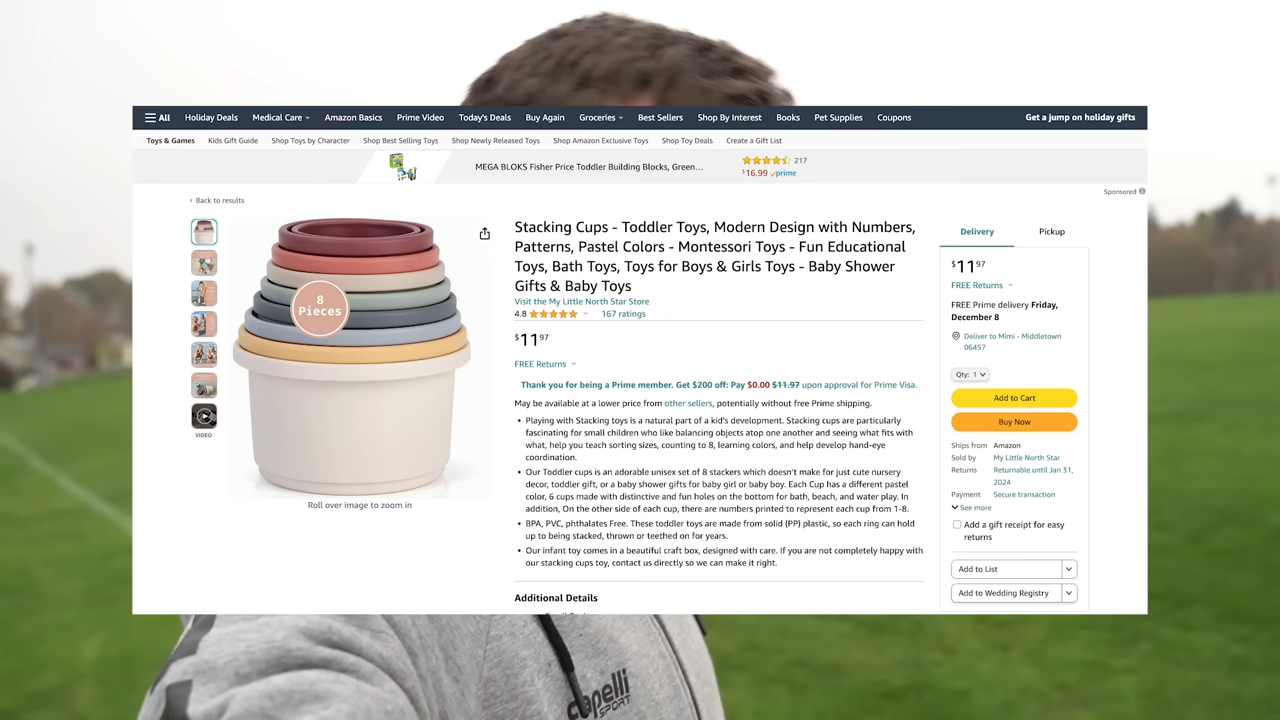 All Holiday Deals Medical Care Amazon Basics Prime Video Today's Deals Buy Again Groceries Best Sellers Shop By Interest Books Pet Supplies Coupons Get a jump on holiday gifts
Toys & Games Kids Gift Guide Shop Toys by Character Shop Best Selling Toys Shop Newly Released Toys Shop Amazon Exclusive Toys Shop Toy Deals Create a Gift List
MEGA BLOKS Fisher Price Toddler Building Blocks, Green... 217
$16.99 prime
Sponsored
‹ Back to results
8
Pieces
VIDEO
Roll over image to zoom in
Stacking Cups - Toddler Toys, Modern Design with Numbers,
Patterns, Pastel Colors - Montessori Toys - Fun Educational
Toys, Bath Toys, Toys for Boys & Girls Toys - Baby Shower
Gifts & Baby Toys
Visit the My Little North Star Store
4.8 167 ratings
$11 97
FREE Returns
Thank you for being a Prime member. Get $200 off: Pay $0.00 $11.97 upon approval for Prime Visa.
May be available at a lower price from other sellers, potentially without free Prime shipping.
• Playing with Stacking toys is a natural part of a kid's development. Stacking cups are particularly
fascinating for small children who like balancing objects atop one another and seeing what fits with
what, help you teach sorting sizes, counting to 8, learning colors, and help develop hand-eye
coordination.
• Our Toddler cups is an adorable unisex set of 8 stackers which doesn't make for just cute nursery
decor, toddler gift, or a baby shower gifts for baby girl or baby boy. Each Cup has a different pastel
color, 6 cups made with distinctive and fun holes on the bottom for bath, beach, and water play. In
addition, On the other side of each cup, there are numbers printed to represent each cup from 1-8.
• BPA, PVC, phthalates Free. These toddler toys are made from solid (PP) plastic, so each ring can hold
up to being stacked, thrown or teethed on for years.
• Our infant toy comes in a beautiful craft box, designed with care. If you are not completely happy with
our stacking cups toy, contact us directly so we can make it right.
Additional Details
Delivery Pickup
$11 97
FREE Returns
FREE Prime delivery Friday,
December 8
Deliver to Mimi - Middletown
06457
Qty: 1
Add to Cart
Buy Now
Ships from Amazon
Sold by My Little North Star
Returns Returnable until Jan 31,
2024
Payment Secure transaction
See more
Add a gift receipt for easy
returns
Add to List
Add to Wedding Registry
capelli
SPORT